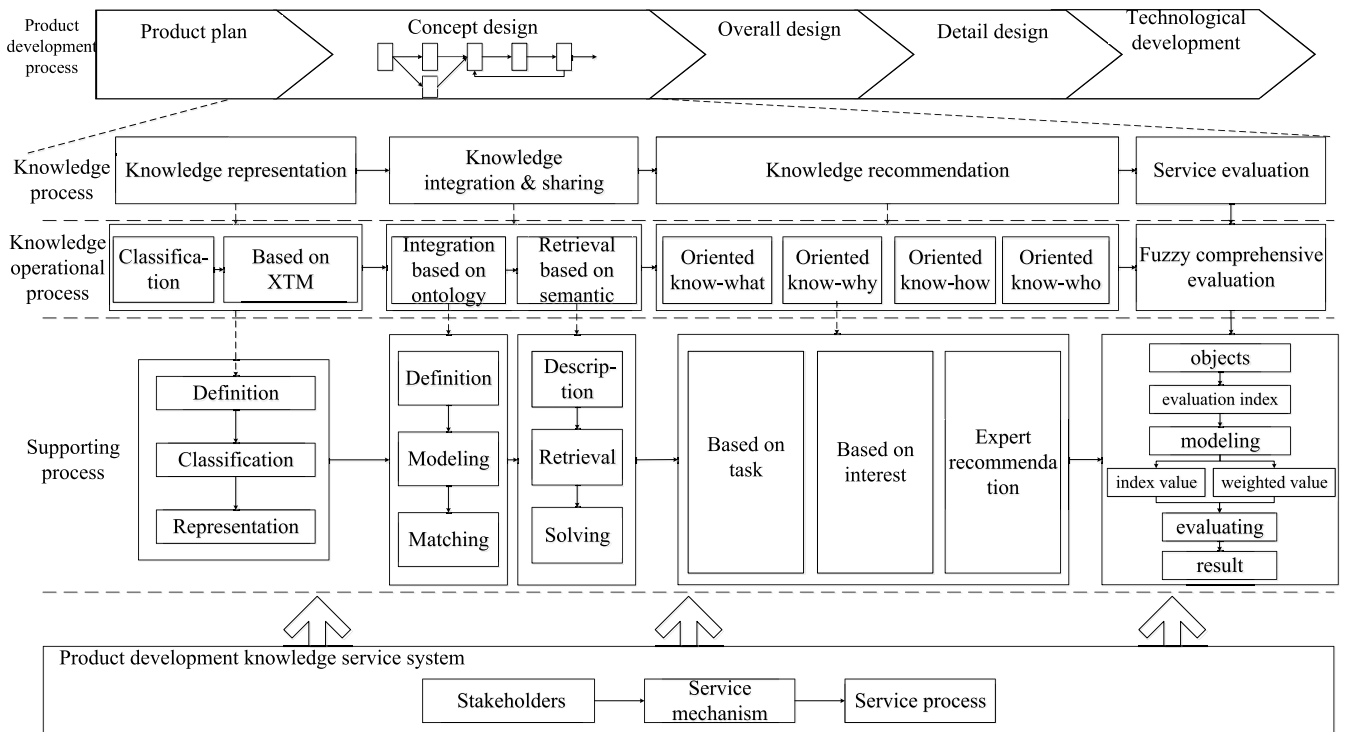 Product
development
process
Product plan
Concept design
Overall design
Detail design
Technological
development
Knowledge
process
Knowledge representation
Knowledge
integration & sharing
Knowledge recommendation
Service evaluation
Knowledge
operational
process
Classifica-
tion
Based on
XTM
Integration
based on
ontology
Retrieval
based on
semantic
Oriented
know-what
Oriented
know-why
Oriented
know-how
Oriented
know-who
Fuzzy comprehensive
evaluation
Supporting
process
Definition
Classification
Representation
Definition
Modeling
Matching
Descrip-
tion
Retrieval
Solving
Based on
task
Based on
interest
Expert
recommenda
tion
objects
evaluation index
modeling
index value
weighted value
evaluating
result
Product development knowledge service system
Stakeholders
Service
mechanism
Service process